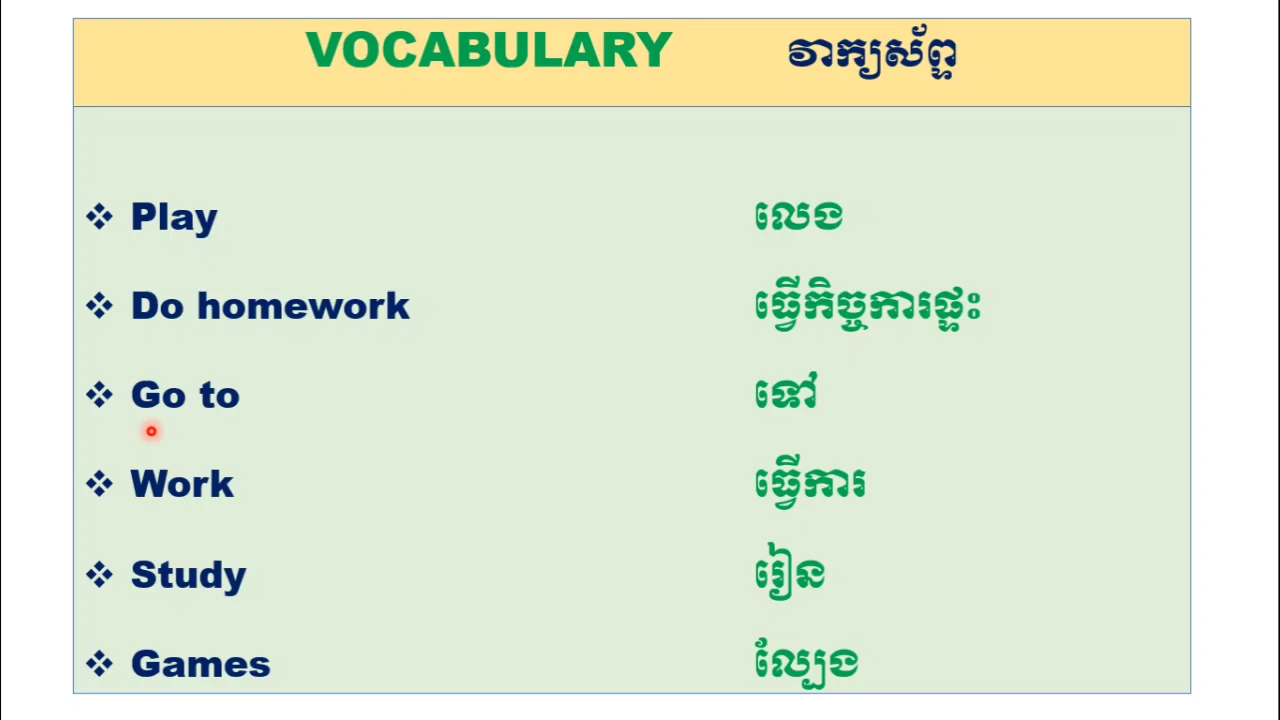 VOCABULARY វាក្យស័ព្ទ
❖ Play លេង
❖ Do homework ធ្វើកិច្ចការផ្ទះ
❖ Go to ទៅ
❖ Work ធ្វើការ
❖ Study រៀន
❖ Games ល្បែង